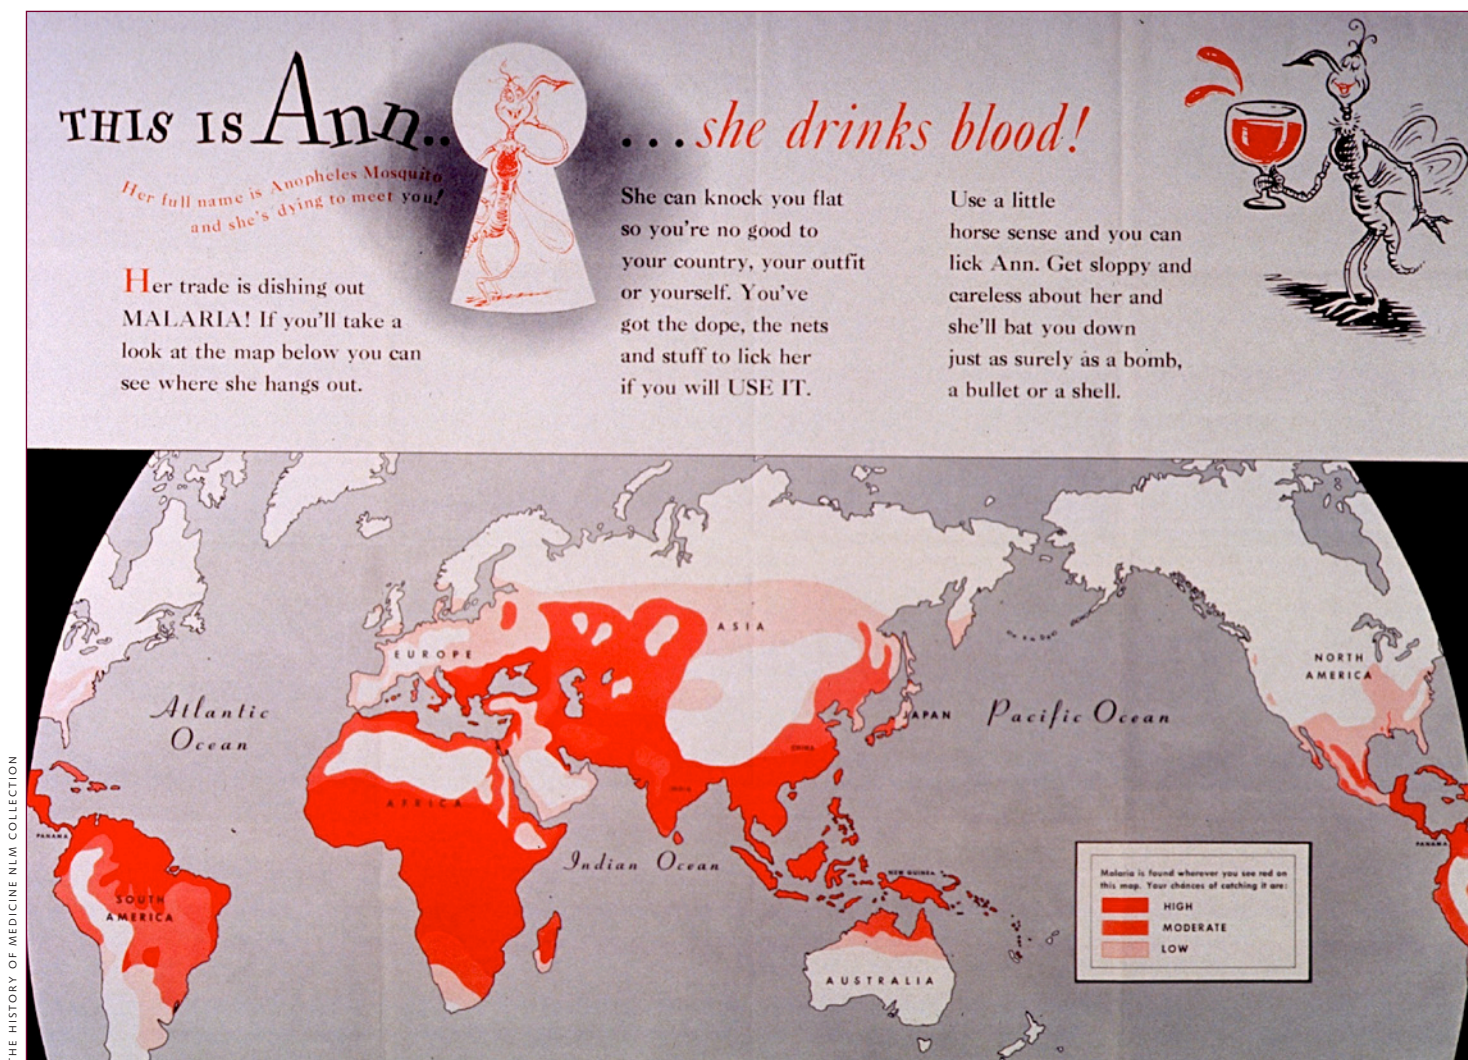 THIS IS Ann..
Her full name is Anopheles Mosquito
and she's dying to meet you!
Her trade is dishing out
MALARIA! If you'll take a
look at the map below you can
see where she hangs out.
...she drinks blood!
She can knock you flat
so you're no good to
your country, your outfit
or yourself. You've
got the dope, the nets
and stuff to lick her
if you will USE IT.
Use a little
horse sense and you can
lick Ann. Get sloppy and
careless about her and
she'll bat you down
just as surely as a bomb,
a bullet or a shell.
ASIA
EUROPE
NORTH
AMERICA
Atlantic
Ocean
JAPAN
Pacific Ocean
CHINA
INDIA
AFRICA
PANAMA
PANAMA
Indian Ocean
NEW GUINEA
SOUTH
AMERICA
AUSTRALIA
Malaria is found wherever you see red on
this map. Your chances of catching it are:
HIGH
MODERATE
LOW
THE HISTORY OF MEDICINE NLM COLLECTION